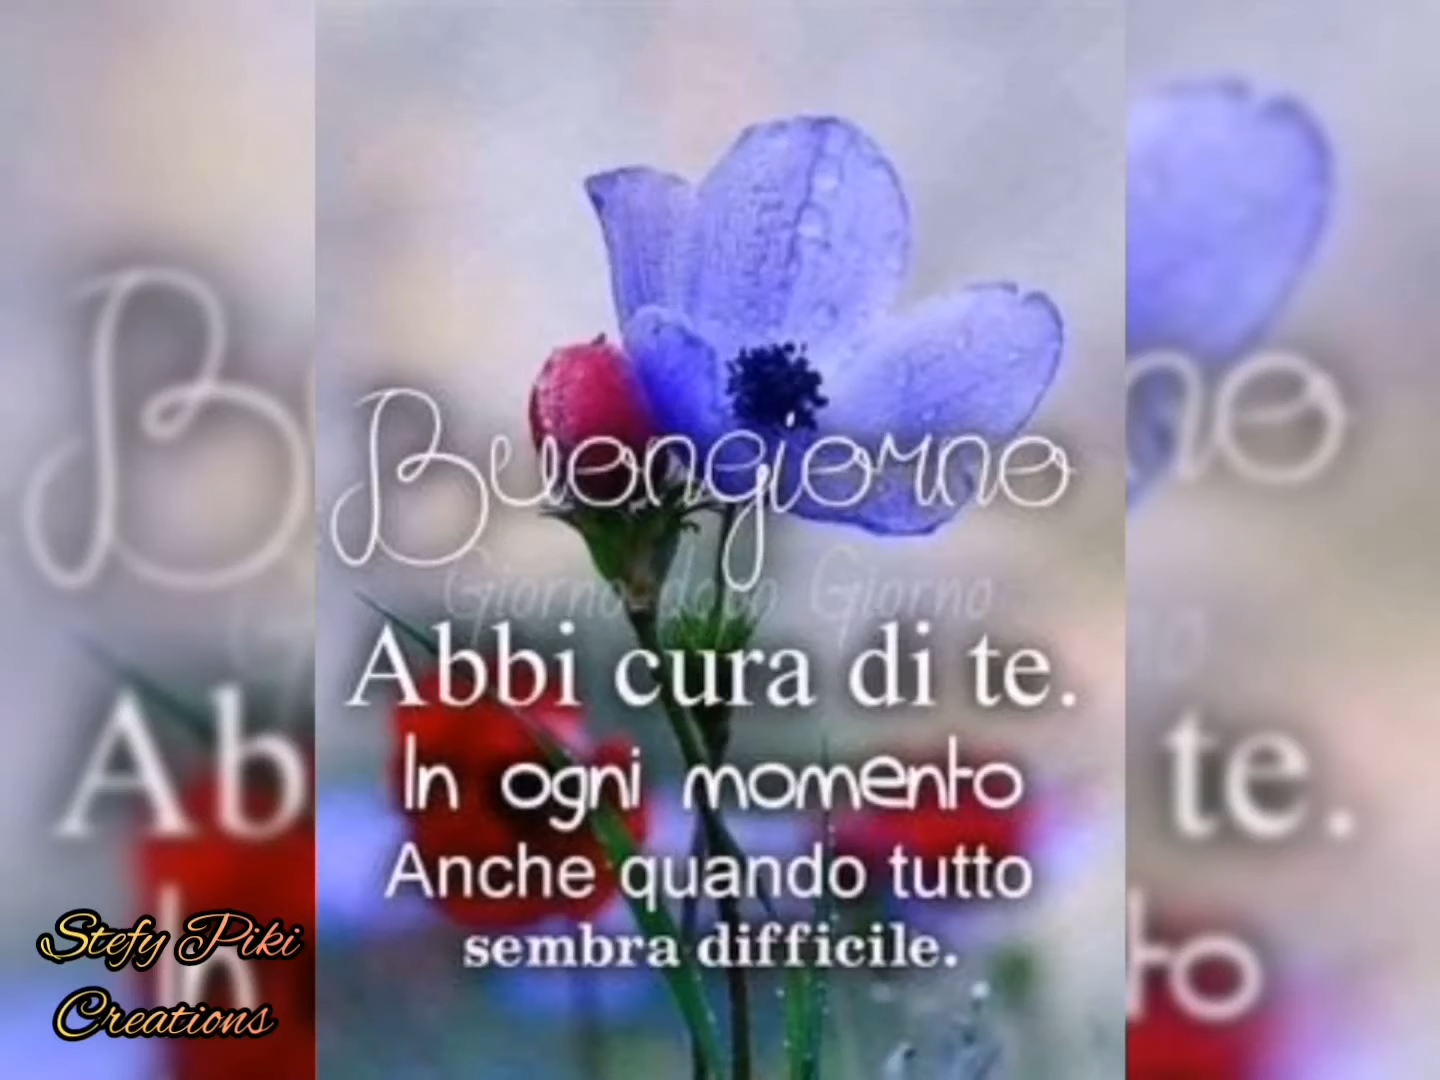 Buongiorno
Giorno dopo Giorno
Abbi cura di te.
In ogni momento
Anche quando tutto
sembra difficile.
Stefy Piki
Creations